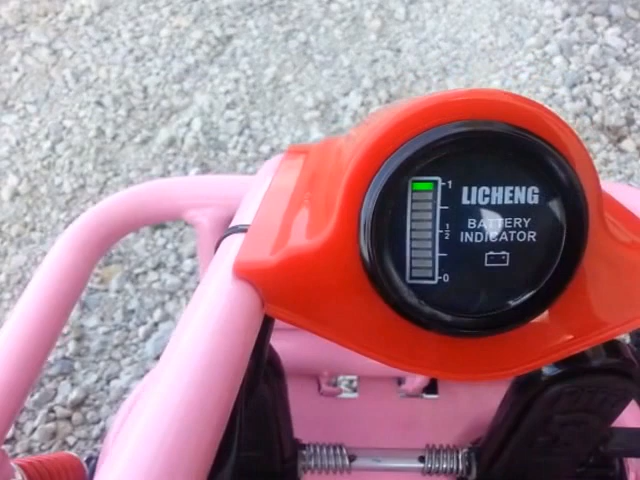 LICHENG
BATTERY
INDICATOR
1
1/2
0